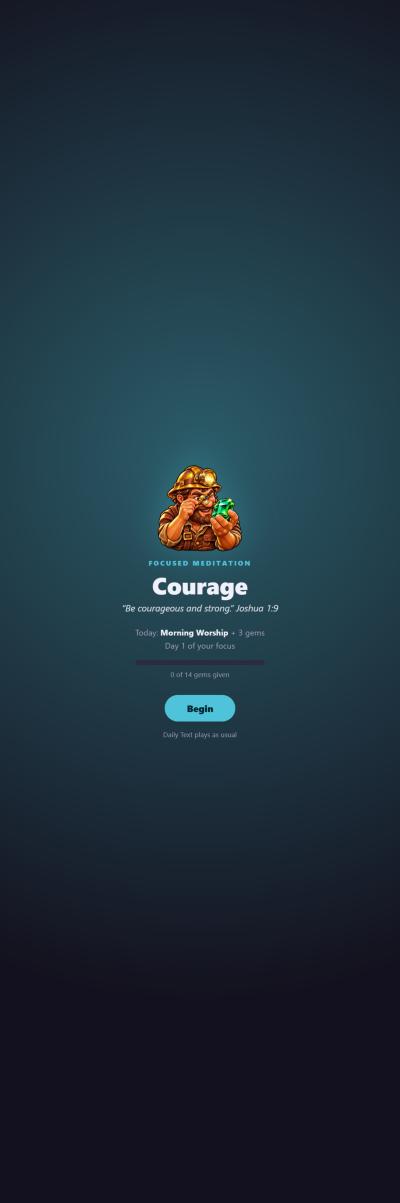 FOCUSED MEDITATION
Courage
"Be courageous and strong." Joshua 1:9
Today: Morning Worship + 3 gems
Day 1 of your focus
0 of 14 gems given
Begin
Daily Text plays as usual